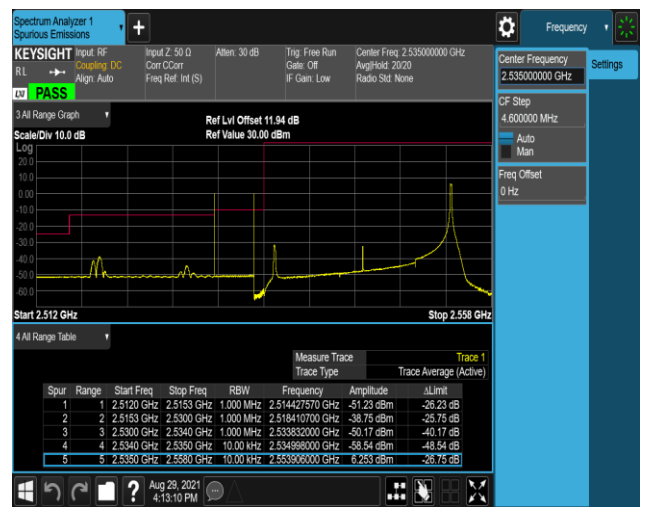 Spectrum Analyzer 1
Spurious Emissions
Frequency
KEYSIGHT Input: RF Input Z: 50 Ω Atten: 30 dB Trig: Free Run Center Freq: 2.535000000 GHz
RL Coupling: DC Corr CCorr Gate: Off Avg|Hold: 20/20
Align: Auto Freq Ref: Int (S) IF Gain: Low Radio Std: None
LXI PASS
Center Frequency
2.535000000 GHz
Settings
CF Step
4.600000 MHz
Auto
Man
Freq Offset
0 Hz
3 All Range Graph
Ref Lvl Offset 11.94 dB
Scale/Div 10.0 dB Ref Value 30.00 dBm
Log
20.0
10.0
0.00
-10.0
-20.0
-30.0
-40.0
-50.0
-60.0
Start 2.512 GHz Stop 2.558 GHz
4 All Range Table
Measure Trace Trace 1
Trace Type Trace Average (Active)
Spur Range Start Freq Stop Freq RBW Frequency Amplitude ΔLimit
1 1 2.5120 GHz 2.5153 GHz 1.000 MHz 2.514427570 GHz -51.23 dBm -26.23 dB
2 2 2.5153 GHz 2.5300 GHz 1.000 MHz 2.518410700 GHz -38.75 dBm -25.75 dB
3 3 2.5300 GHz 2.5340 GHz 1.000 MHz 2.533832000 GHz -50.17 dBm -40.17 dB
4 4 2.5340 GHz 2.5350 GHz 10.00 kHz 2.534998000 GHz -58.54 dBm -48.54 dB
5 5 2.5350 GHz 2.5580 GHz 10.00 kHz 2.553906000 GHz 6.253 dBm -26.75 dB
Aug 29, 2021
4:13:10 PM